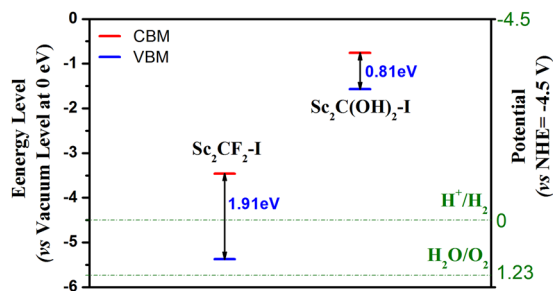 CBM
VBM
0
-1
-2
-3
-4
-5
-6
Eenergy Level
(vs Vacuum Level at 0 eV)
0.81eV
Sc₂C(OH)₂-I
Sc₂CF₂-I
1.91eV
H⁺/H₂
H₂O/O₂
-4.5
0
1.23
Potential
(vs NHE= -4.5 V)